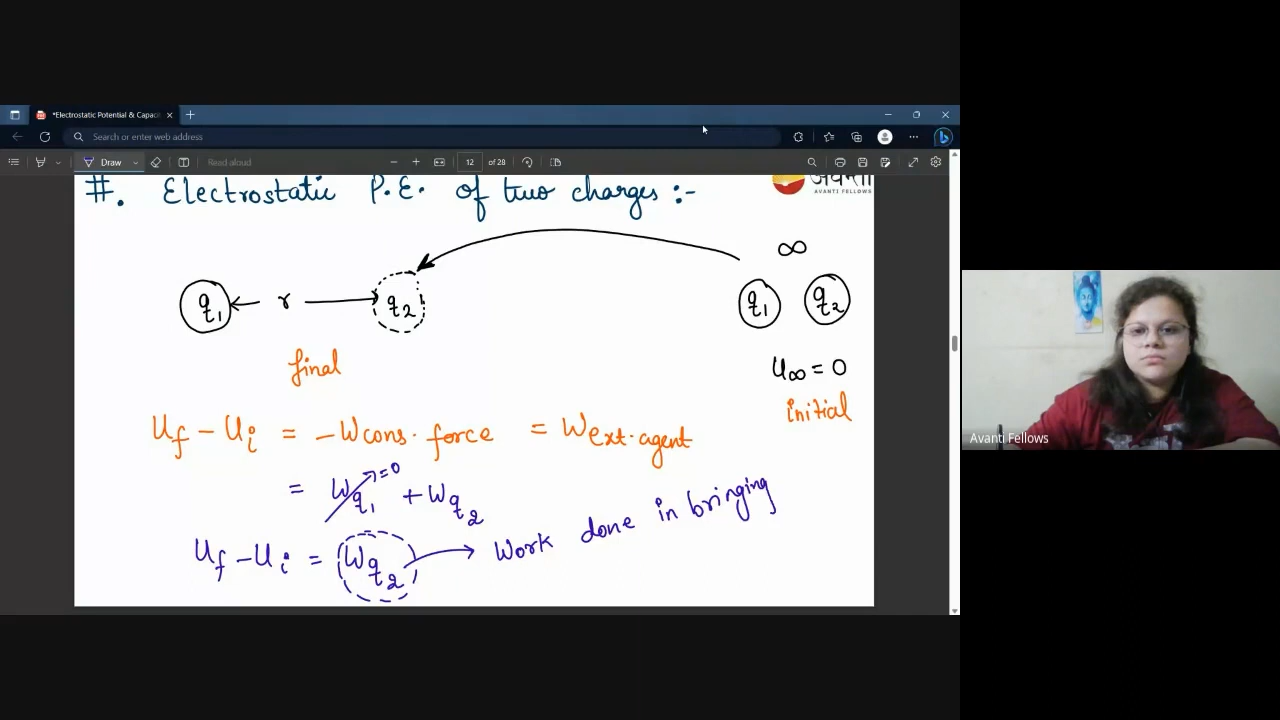 *Electrostatic Potential & Capaci
Search or enter web address
Draw
Read aloud
12 of 28
#. Electrostatic P.E. of two charges :-
अवन्ती
AVANTI FELLOWS
∞
q₁ r q₂ q₁ q₂
final
U∞ = 0
initial
Uf - Ui = -Wcons. force = Wext. agent
= Wq₁ =0 + Wq₂
Uf - Ui = Wq₂ Work done in bringing
Avanti Fellows